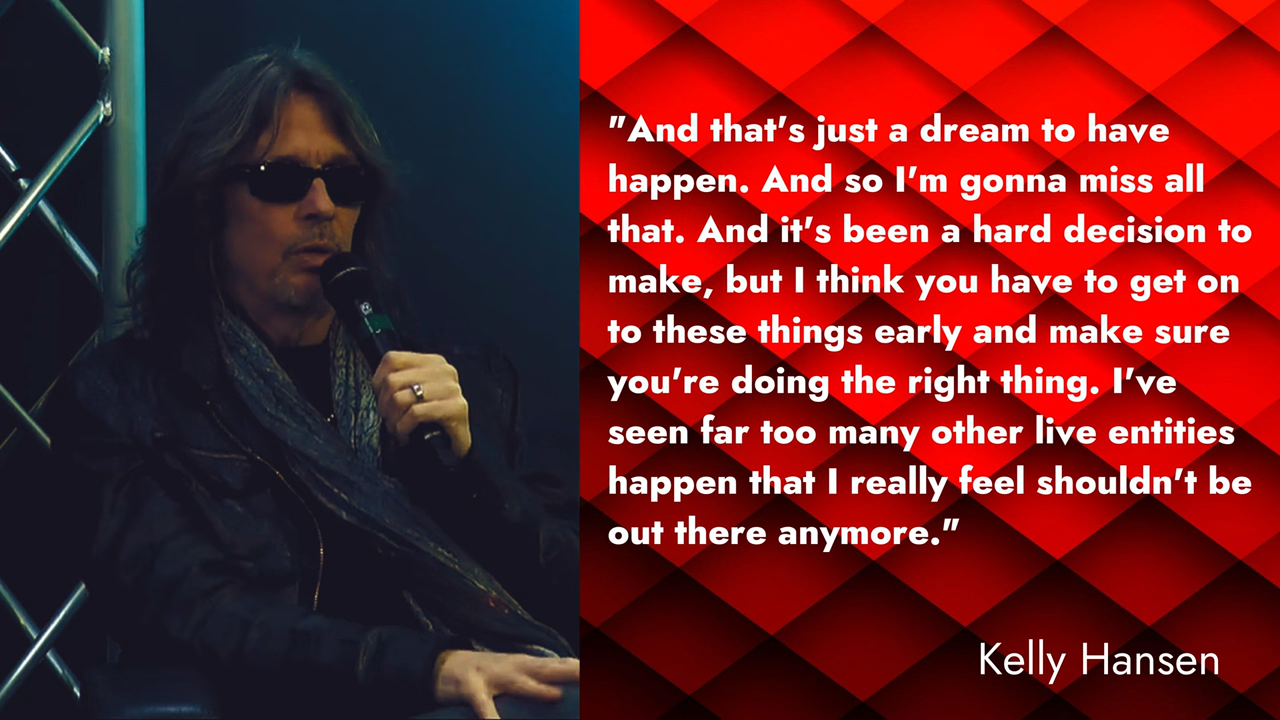 "And that's just a dream to have
happen. And so I'm gonna miss all
that. And it's been a hard decision to
make, but I think you have to get on
to these things early and make sure
you're doing the right thing. I've
seen far too many other live entities
happen that I really feel shouldn't be
out there anymore."
Kelly Hansen